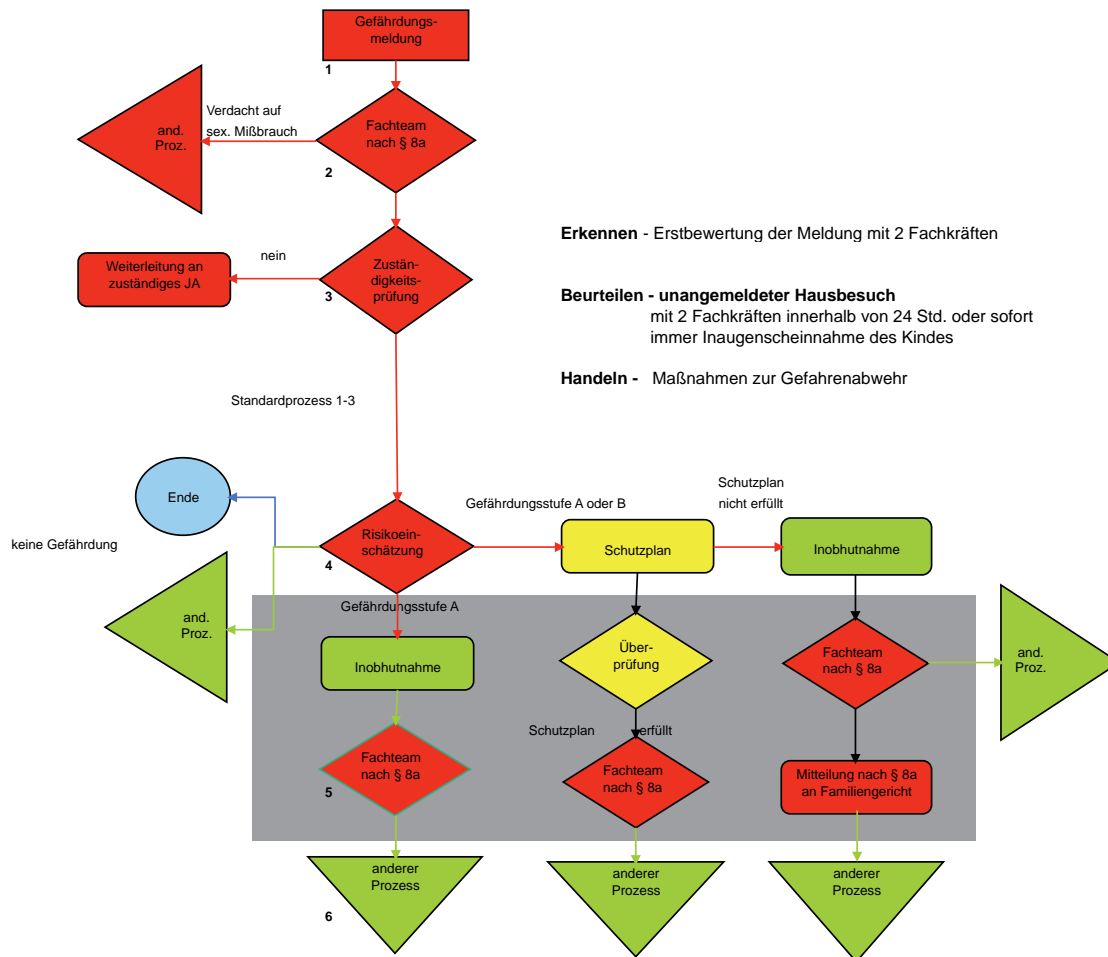 Gefährdungs-
meldung
1
Verdacht auf
sex. Mißbrauch
and.
Proz.
Fachteam
nach § 8a
2
Erkennen - Erstbewertung der Meldung mit 2 Fachkräften
nein
Weiterleitung an
zuständiges JA
Zustän-
digkeits-
prüfung
3
Beurteilen - unangemeldeter Hausbesuch
mit 2 Fachkräften innerhalb von 24 Std. oder sofort
immer Inaugenscheinnahme des Kindes
Handeln - Maßnahmen zur Gefahrenabwehr
Standardprozess 1-3
Ende
Gefährdungsstufe A oder B
Schutzplan
nicht erfüllt
keine Gefährdung
Risikoein-
schätzung
4
Schutzplan
Inobhutnahme
and.
Proz.
Gefährdungsstufe A
Inobhutnahme
Über-
prüfung
Fachteam
nach § 8a
and.
Proz.
Schutzplan erfüllt
Fachteam
nach § 8a
5
Fachteam
nach § 8a
Mitteilung nach § 8a
an Familiengericht
anderer
Prozess
6
anderer
Prozess
anderer
Prozess